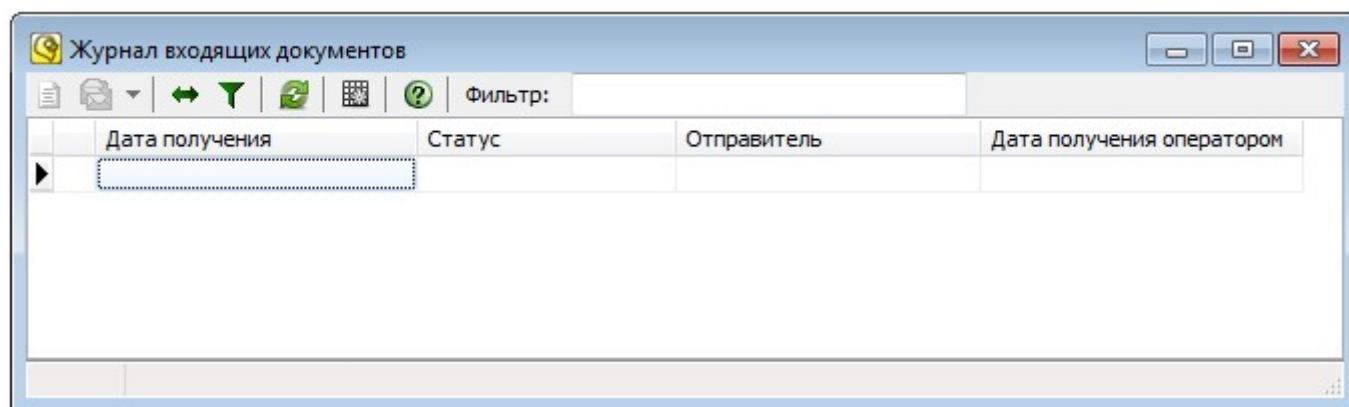 Журнал входящих документов
Фильтр:
Дата получения Статус Отправитель Дата получения оператором